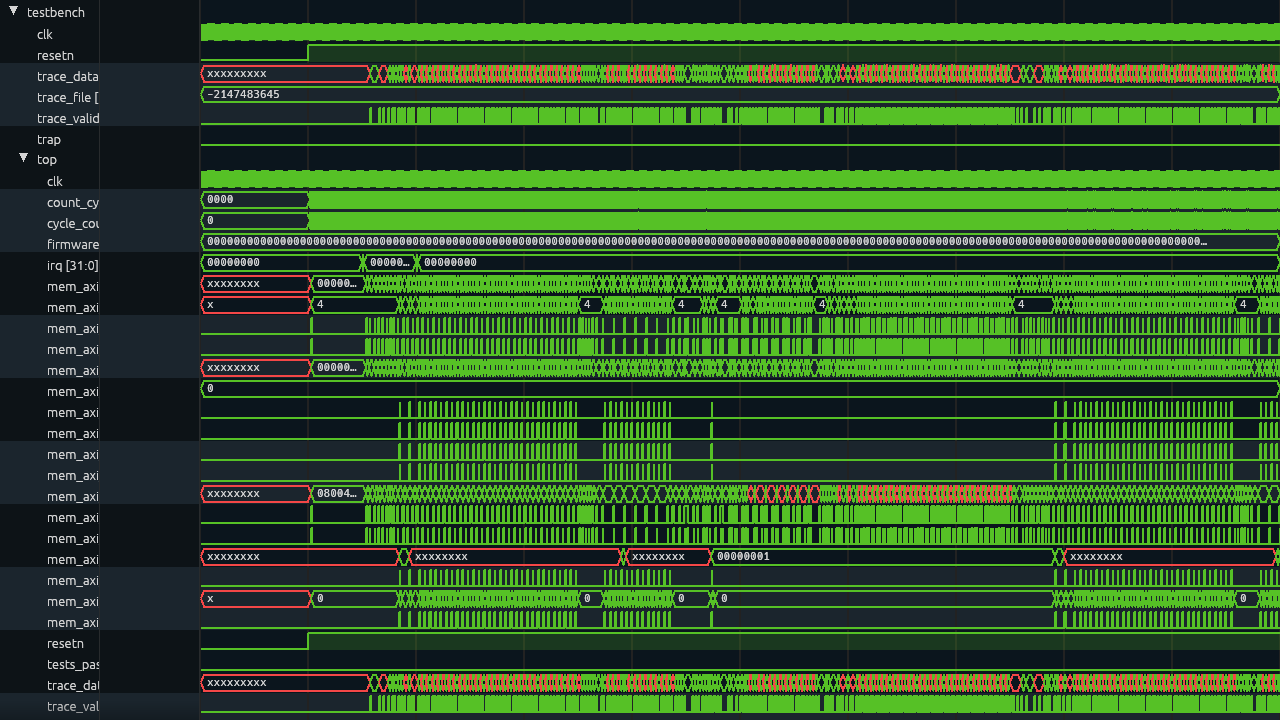 testbench
clk
resetn
trace_data xxxxxxxxx
trace_file [ -2147483645
trace_valid
trap
top
clk
count_cy 0000
cycle_cou 0
firmware
irq [31:0] 00000000 00000… 00000000
mem_axi xxxxxxxx 00000…
mem_axi x 4 4 4 4 4 4 4
mem_axi
mem_axi
mem_axi xxxxxxxx 00000…
mem_axi 0
mem_axi
mem_axi
mem_axi
mem_axi
mem_axi xxxxxxxx 08004…
mem_axi
mem_axi
mem_axi xxxxxxxx xxxxxxxx xxxxxxxx 00000001 xxxxxxxx
mem_axi
mem_axi x 0 0 0 0 0
mem_axi
resetn
tests_pas
trace_dat xxxxxxxxx
trace_val